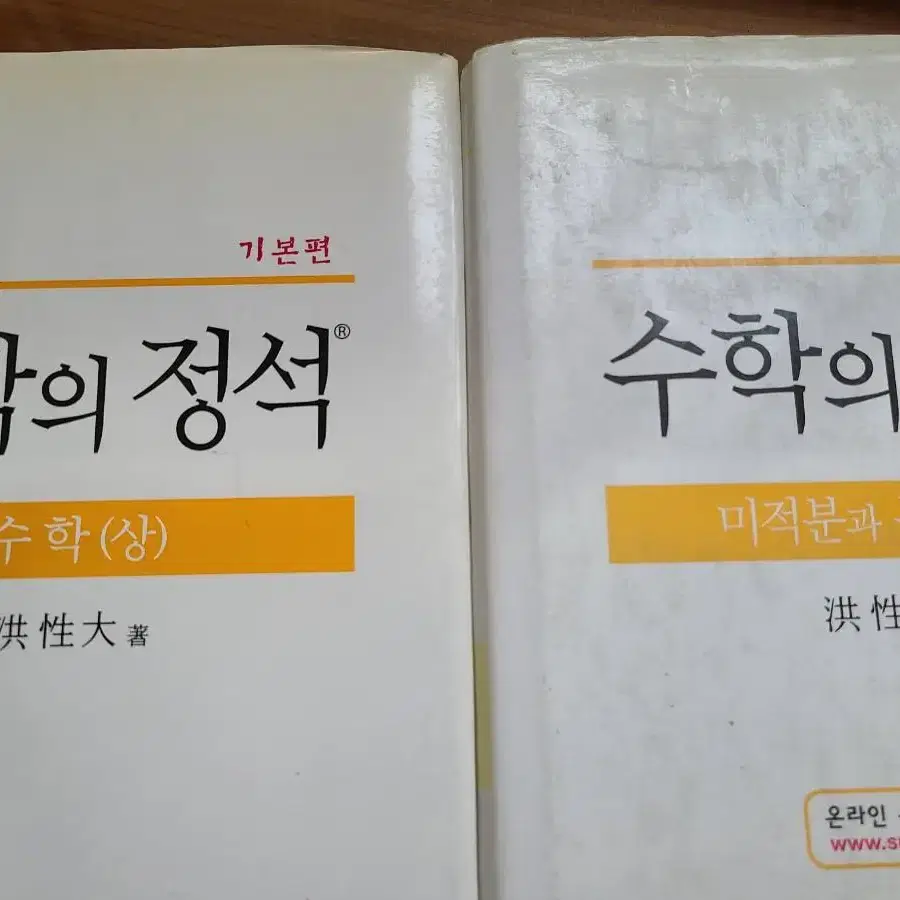 기본편
의 정석®
수학(상)
洪性大 著
수학의
미적분과
洪性
온라인
www.s